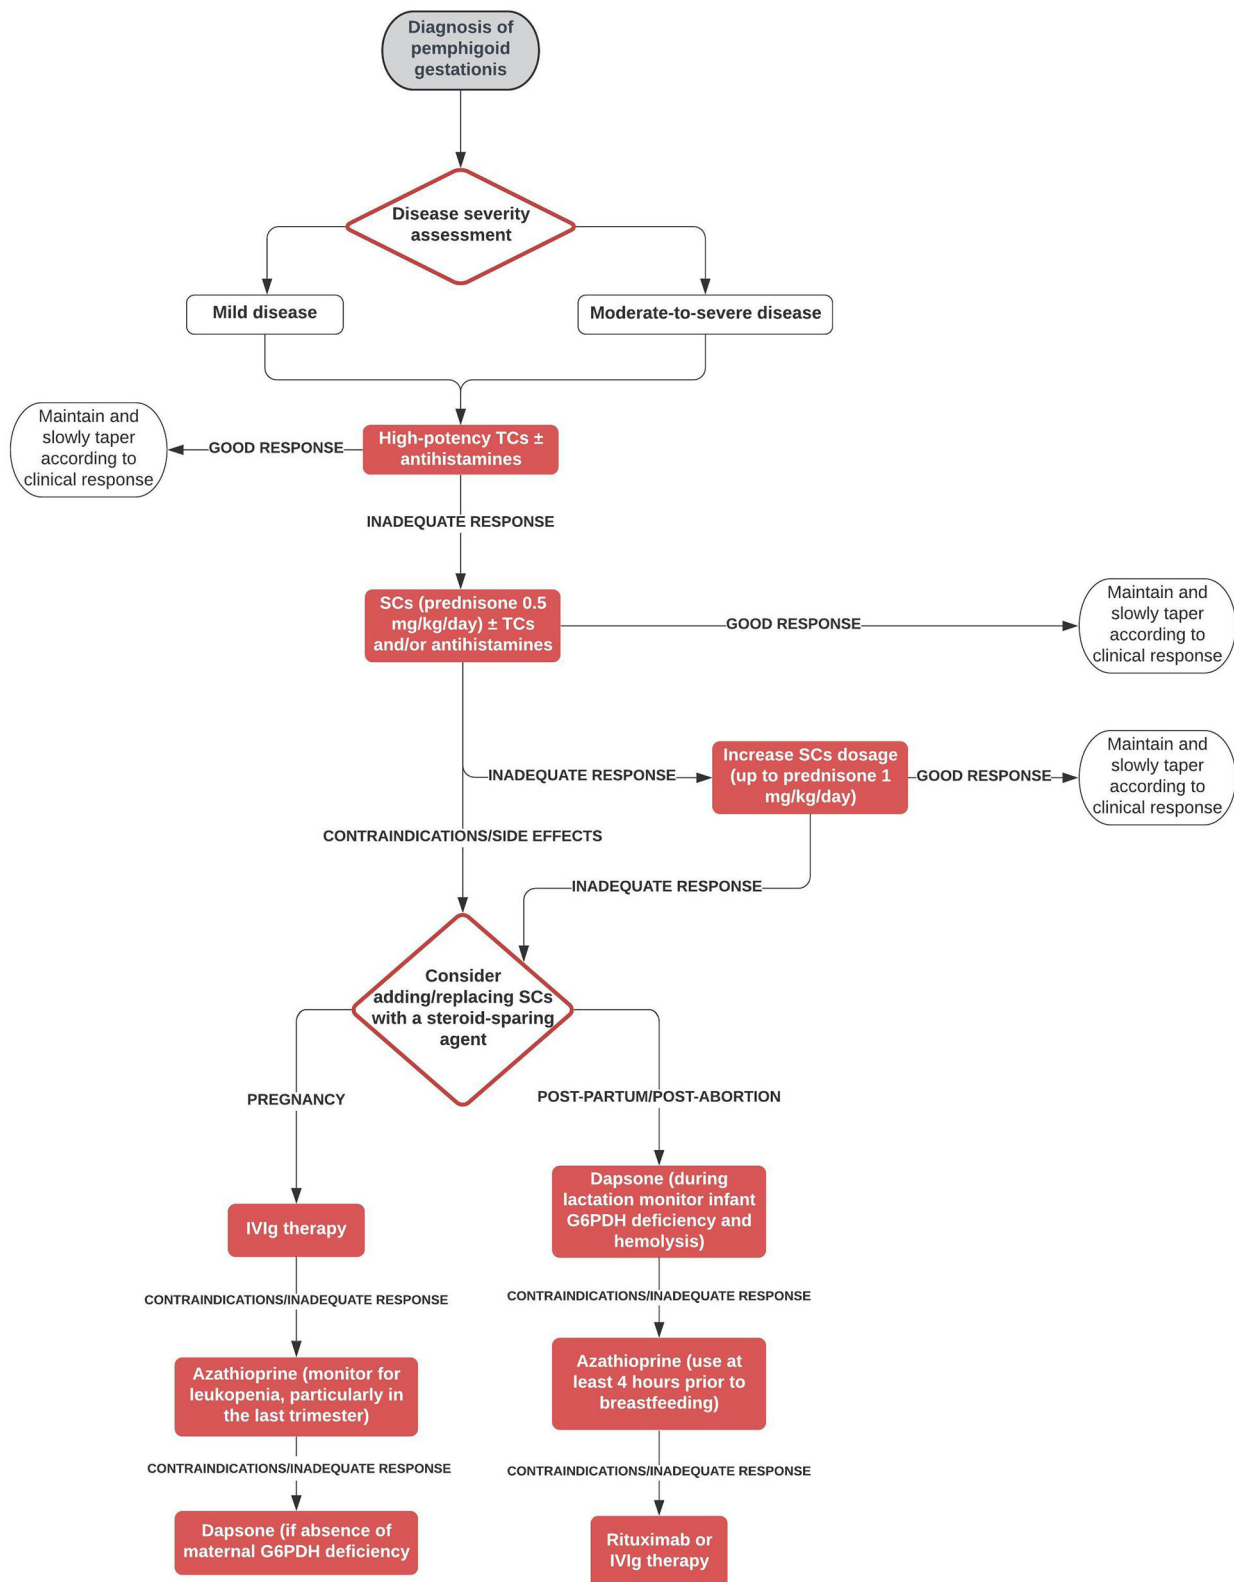 Diagnosis of
pemphigoid
gestationis
Disease severity
assessment
Mild disease
Moderate-to-severe disease
High-potency TCs ±
antihistamines
GOOD RESPONSE
Maintain and
slowly taper
according to
clinical response
INADEQUATE RESPONSE
SCs (prednisone 0.5
mg/kg/day) ± TCs
and/or antihistamines
GOOD RESPONSE
Maintain and
slowly taper
according to
clinical response
INADEQUATE RESPONSE
Increase SCs dosage
(up to prednisone 1
mg/kg/day)
GOOD RESPONSE
Maintain and
slowly taper
according to
clinical response
CONTRAINDICATIONS/SIDE EFFECTS
INADEQUATE RESPONSE
Consider
adding/replacing SCs
with a steroid-sparing
agent
PREGNANCY
POST-PARTUM/POST-ABORTION
IVIg therapy
CONTRAINDICATIONS/INADEQUATE RESPONSE
Azathioprine (monitor for
leukopenia, particularly in
the last trimester)
CONTRAINDICATIONS/INADEQUATE RESPONSE
Dapsone (if absence of
maternal G6PDH deficiency
Dapsone (during
lactation monitor infant
G6PDH deficiency and
hemolysis)
CONTRAINDICATIONS/INADEQUATE RESPONSE
Azathioprine (use at
least 4 hours prior to
breastfeeding)
CONTRAINDICATIONS/INADEQUATE RESPONSE
Rituximab or
IVIg therapy